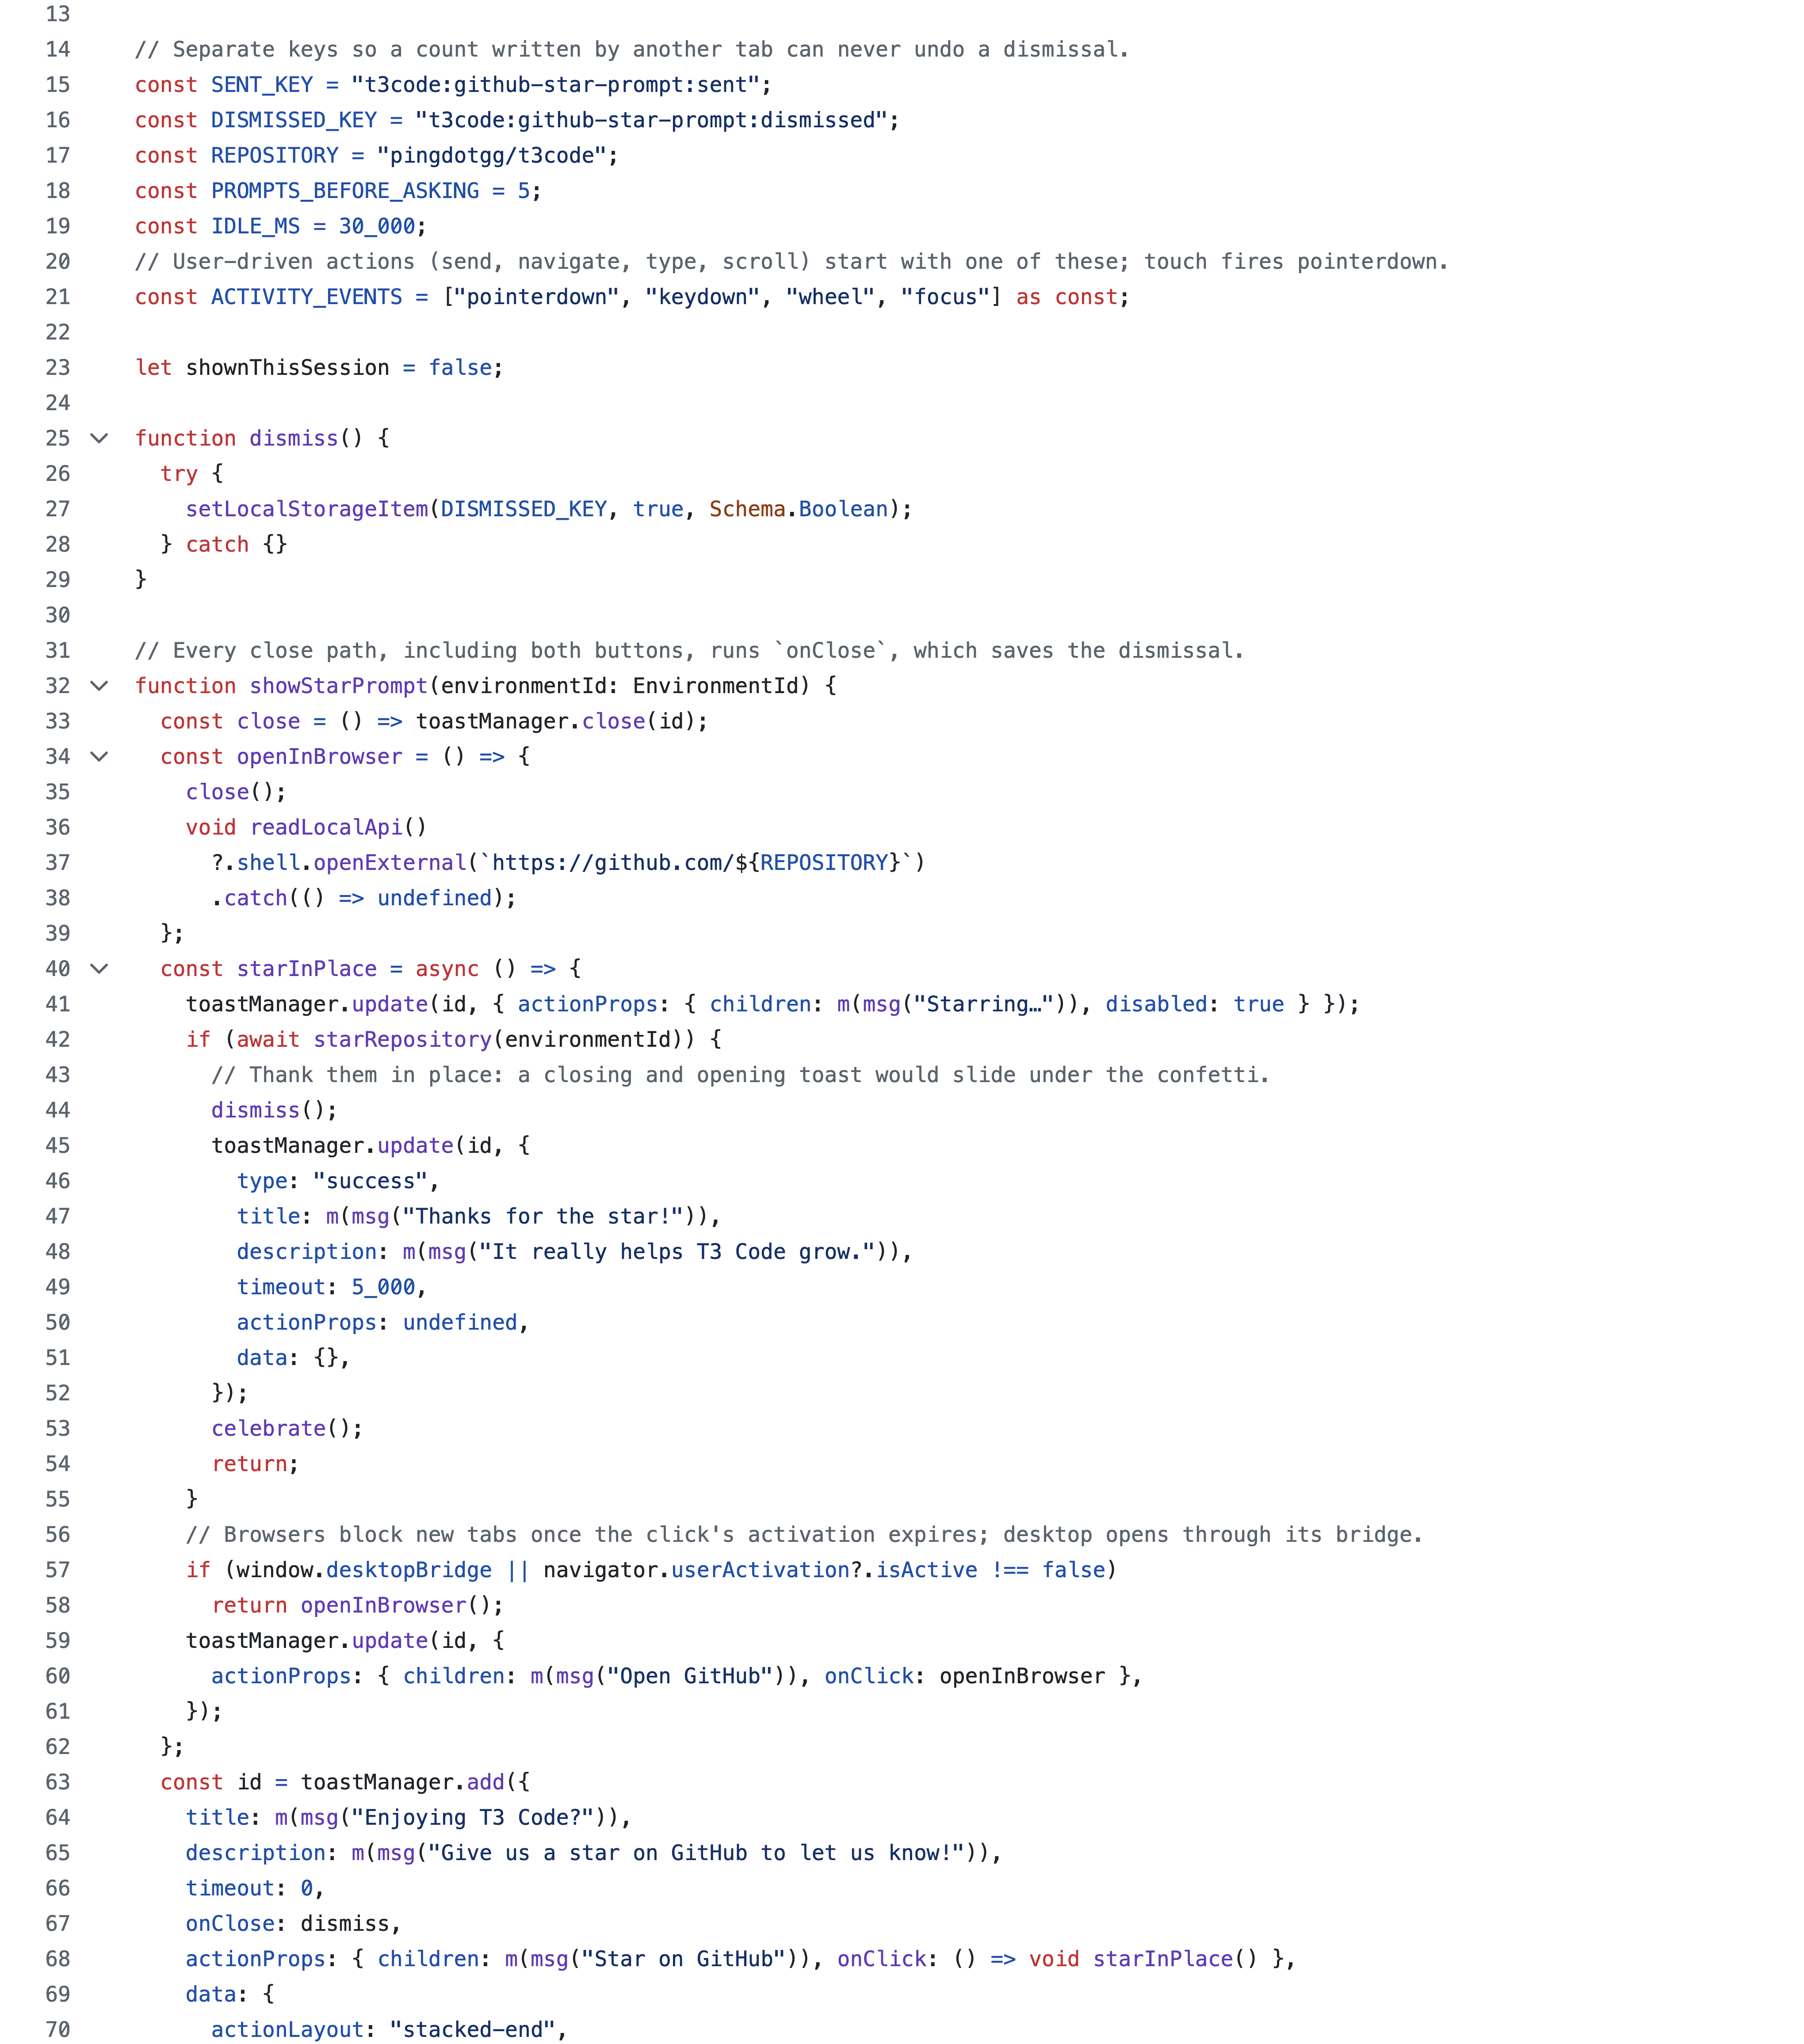 13
14 // Separate keys so a count written by another tab can never undo a dismissal.
15 const SENT_KEY = "t3code:github-star-prompt:sent";
16 const DISMISSED_KEY = "t3code:github-star-prompt:dismissed";
17 const REPOSITORY = "pingdotgg/t3code";
18 const PROMPTS_BEFORE_ASKING = 5;
19 const IDLE_MS = 30_000;
20 // User-driven actions (send, navigate, type, scroll) start with one of these; touch fires pointerdown.
21 const ACTIVITY_EVENTS = ["pointerdown", "keydown", "wheel", "focus"] as const;
22
23 let shownThisSession = false;
24
25 function dismiss() {
26   try {
27     setLocalStorageItem(DISMISSED_KEY, true, Schema.Boolean);
28   } catch {}
29 }
30
31 // Every close path, including both buttons, runs `onClose`, which saves the dismissal.
32 function showStarPrompt(environmentId: EnvironmentId) {
33   const close = () => toastManager.close(id);
34   const openInBrowser = () => {
35     close();
36     void readLocalApi()
37       ?.shell.openExternal(`https://github.com/${REPOSITORY}`)
38       .catch(() => undefined);
39   };
40   const starInPlace = async () => {
41     toastManager.update(id, { actionProps: { children: m(msg("Starring…")), disabled: true } });
42     if (await starRepository(environmentId)) {
43       // Thank them in place: a closing and opening toast would slide under the confetti.
44       dismiss();
45       toastManager.update(id, {
46         type: "success",
47         title: m(msg("Thanks for the star!")),
48         description: m(msg("It really helps T3 Code grow.")),
49         timeout: 5_000,
50         actionProps: undefined,
51         data: {},
52       });
53       celebrate();
54       return;
55     }
56     // Browsers block new tabs once the click's activation expires; desktop opens through its bridge.
57     if (window.desktopBridge || navigator.userActivation?.isActive !== false)
58       return openInBrowser();
59     toastManager.update(id, {
60       actionProps: { children: m(msg("Open GitHub")), onClick: openInBrowser },
61     });
62   };
63   const id = toastManager.add({
64     title: m(msg("Enjoying T3 Code?")),
65     description: m(msg("Give us a star on GitHub to let us know!")),
66     timeout: 0,
67     onClose: dismiss,
68     actionProps: { children: m(msg("Star on GitHub")), onClick: () => void starInPlace() },
69     data: {
70       actionLayout: "stacked-end",